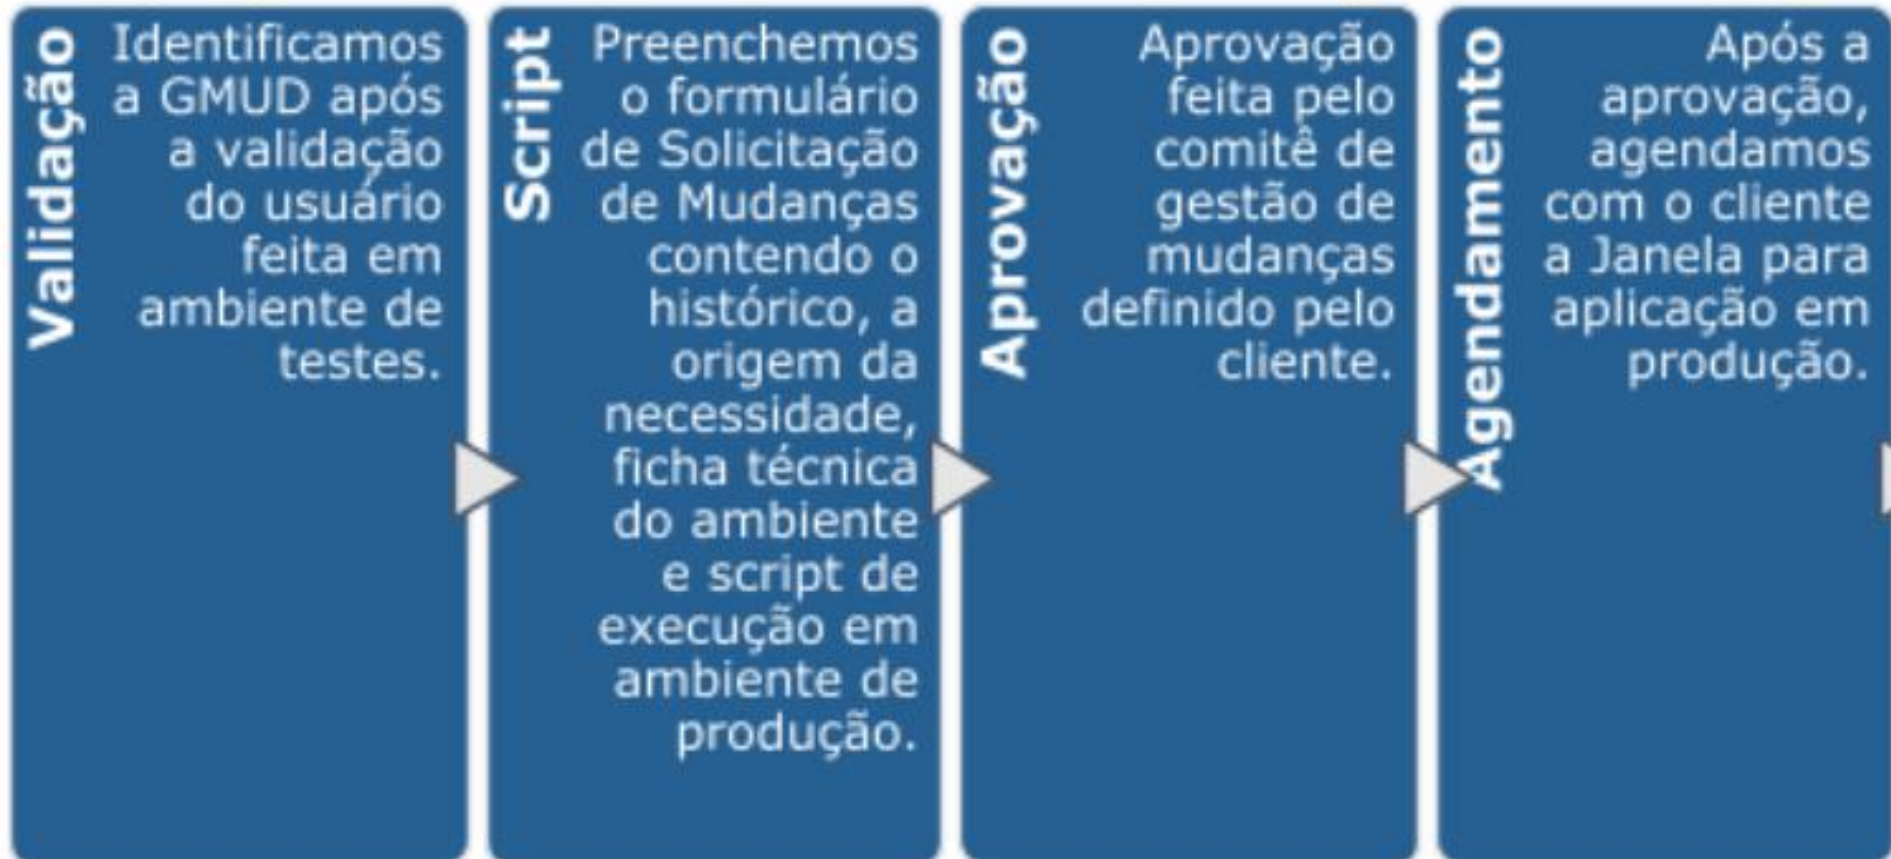 Validação
Identificamos
a GMUD após
a validação
do usuário
feita em
ambiente de
testes.
Script
Preenchemos
o formulário
de Solicitação
de Mudanças
contendo o
histórico, a
origem da
necessidade,
ficha técnica
do ambiente
e script de
execução em
ambiente de
produção.
Aprovação
Aprovação
feita pelo
comitê de
gestão de
mudanças
definido pelo
cliente.
Agendamento
Após a
aprovação,
agendamos
com o cliente
a Janela para
aplicação em
produção.